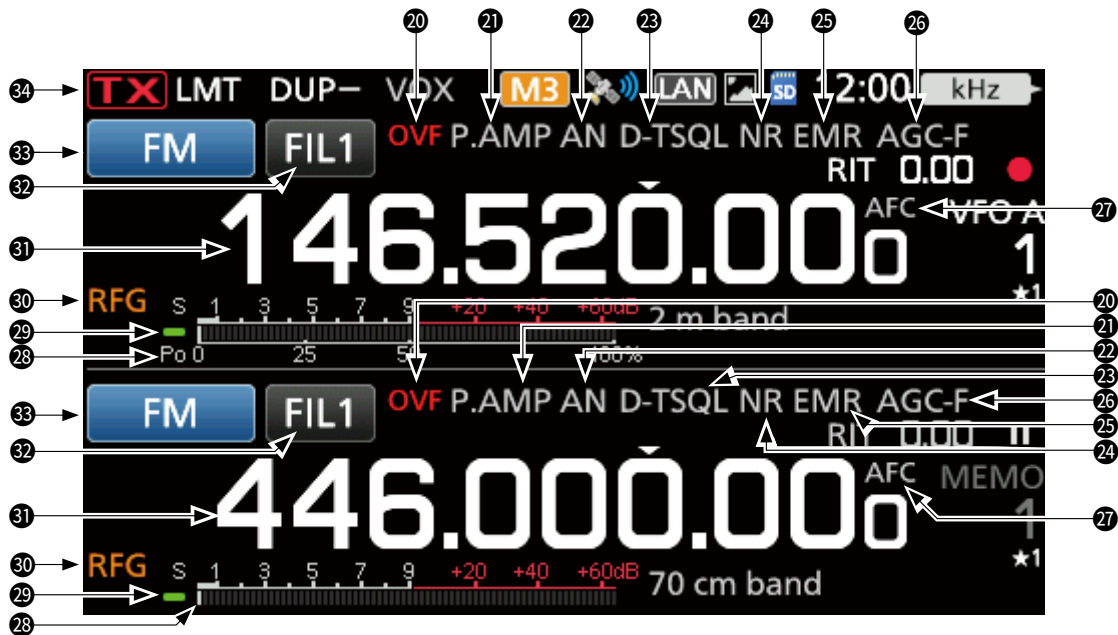 ⑳ ㉑ ㉒ ㉓ ㉔ ㉕ ㉖
㉞ TX LMT DUP− VOX M3 LAN SD 12:00 kHz
㉝ FM FIL1 OVF P.AMP AN D-TSQL NR EMR AGC-F
㉜ RIT 0.00
㉛ 146.520.000 AFC VFO A ㉗
1
★1
㉚ RFG S 1 3 5 7 9 +20 +40 +60dB ⑳
㉙ 2 m band ㉑
㉘ Po 0 25 50 100% ㉒
㉓
㉝ FM FIL1 OVF P.AMP AN D-TSQL NR EMR AGC-F ㉖
㉜ RIT 0.00 ㉕
㉔
㉛ 446.000.000 AFC MEMO ㉗
1
★1
㉚ RFG S 1 3 5 7 9 +20 +40 +60dB
㉙ 70 cm band
㉘